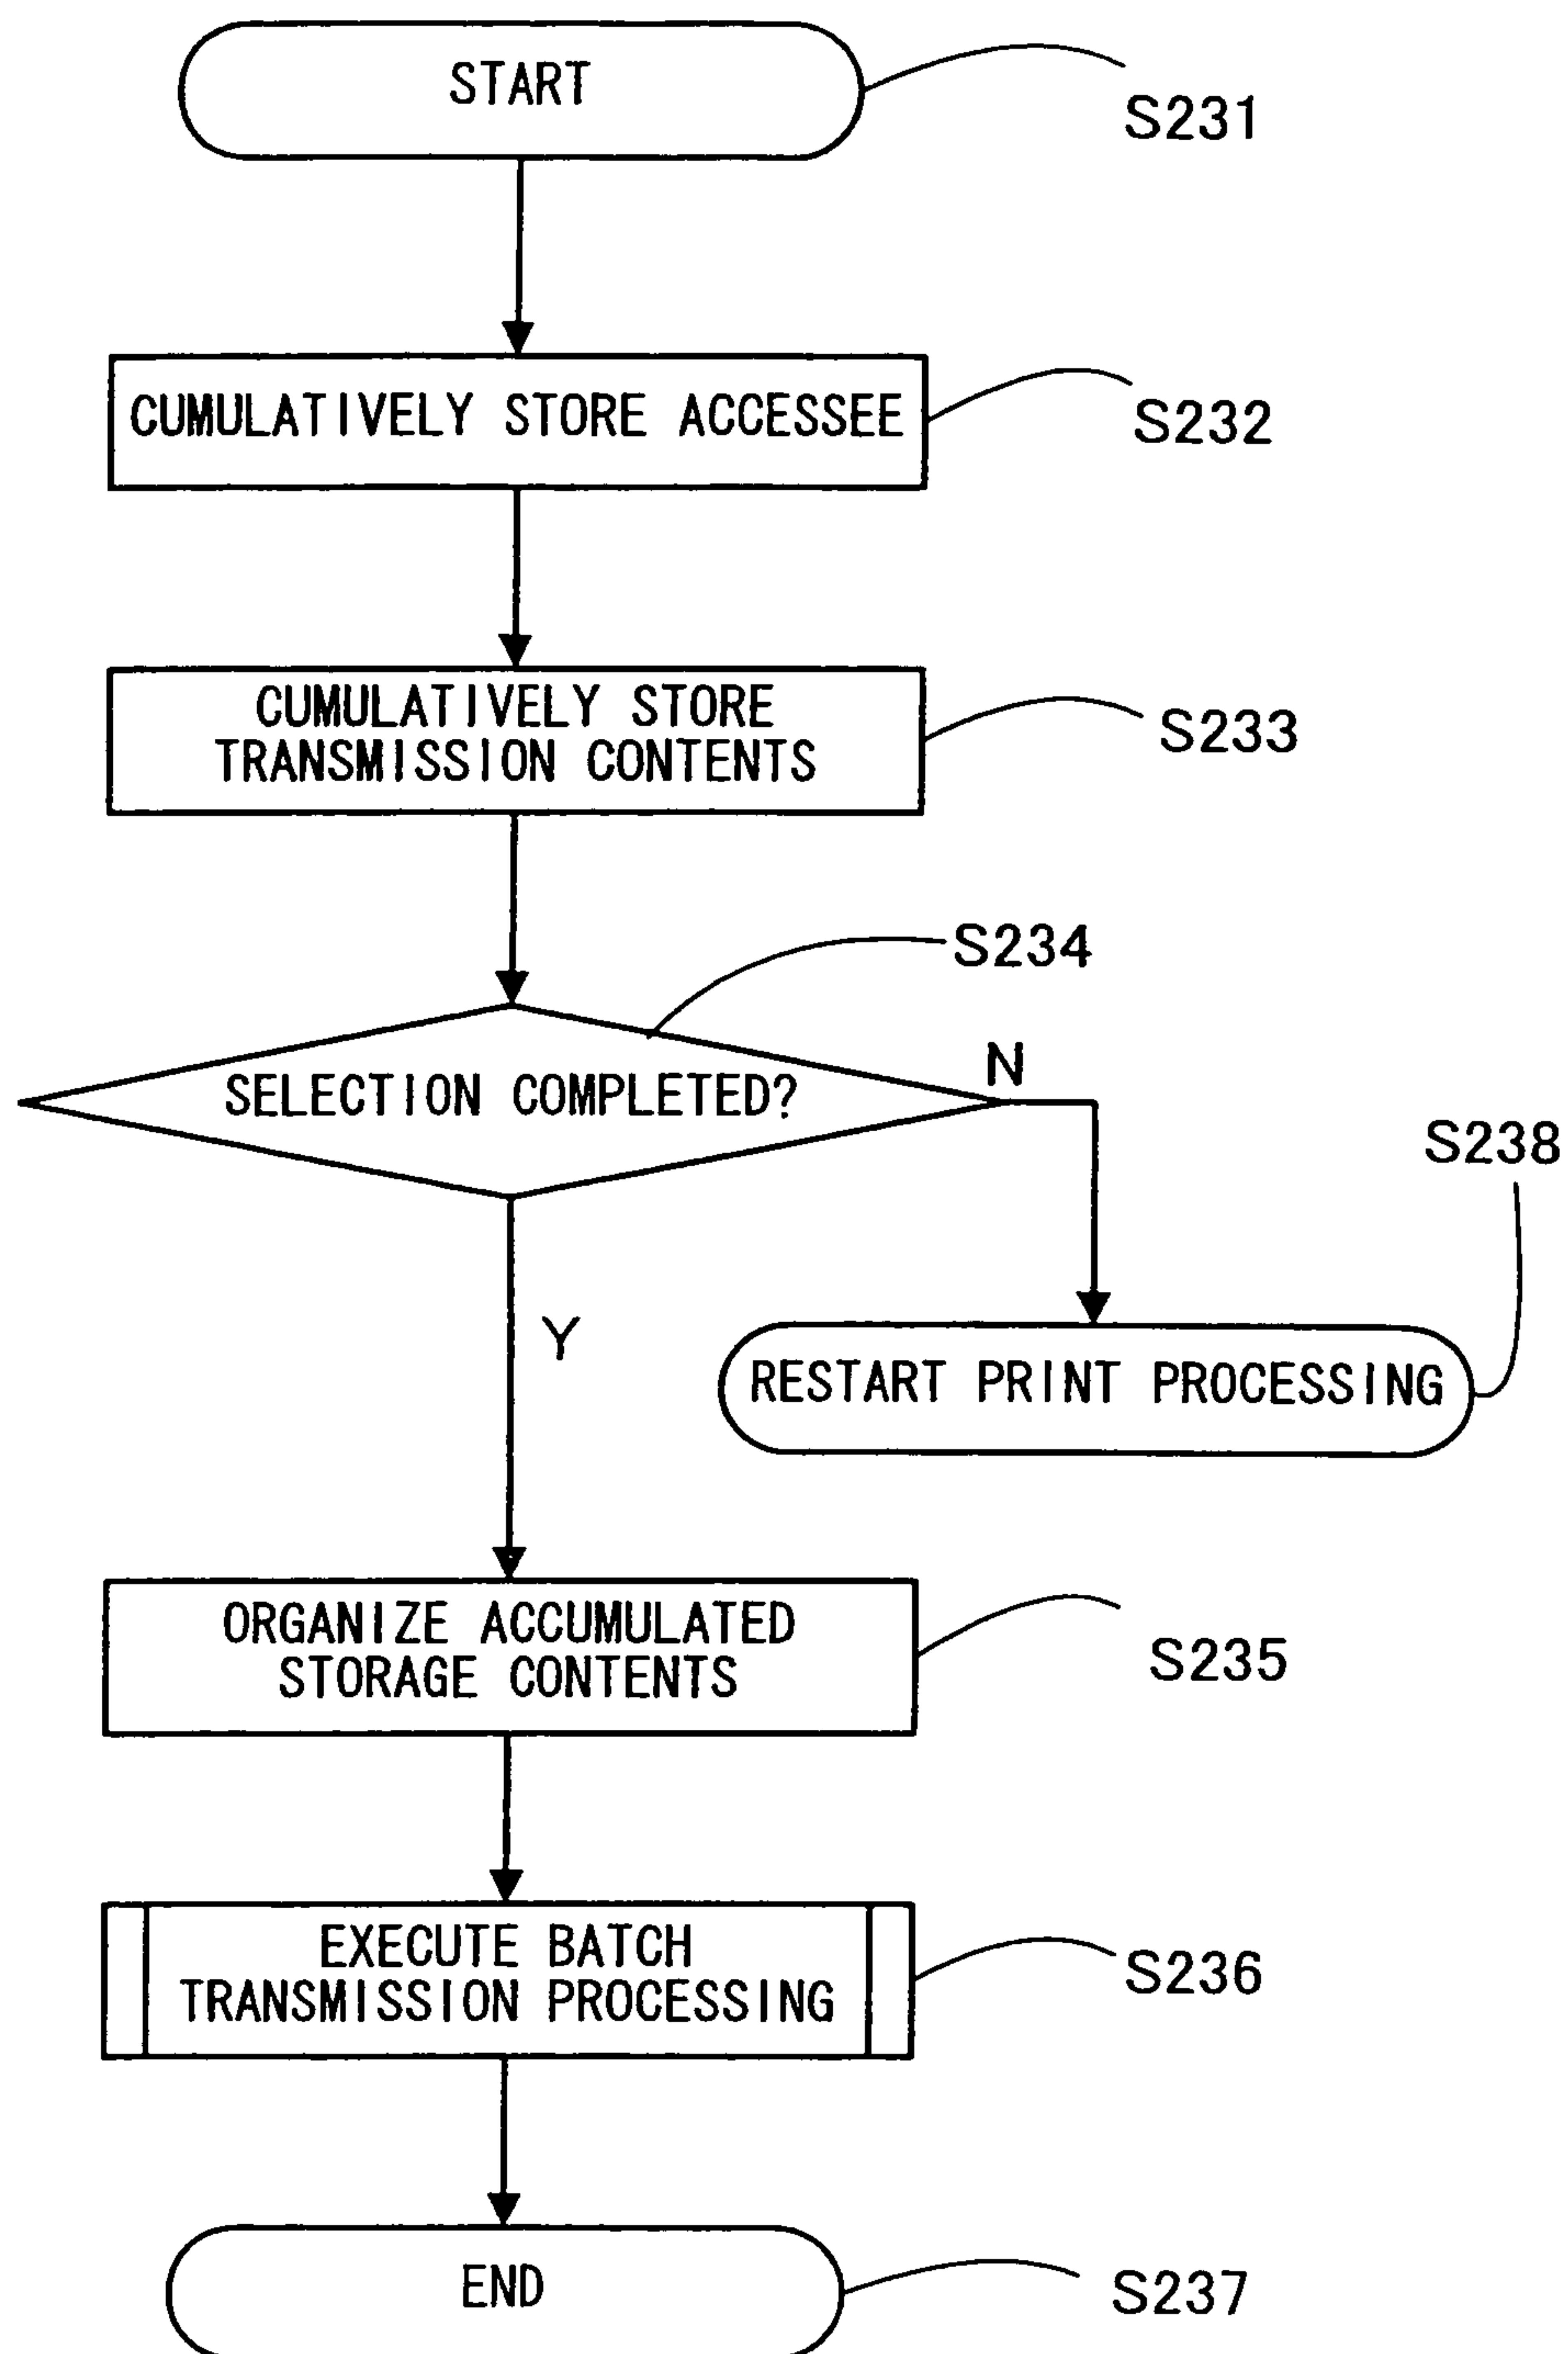 START
S231
CUMULATIVELY STORE ACCESSEE
S232
CUMULATIVELY STORE
TRANSMISSION CONTENTS
S233
S234
SELECTION COMPLETED?
N
S238
Y
RESTART PRINT PROCESSING
ORGANIZE ACCUMULATED
STORAGE CONTENTS
S235
EXECUTE BATCH
TRANSMISSION PROCESSING
S236
END
S237